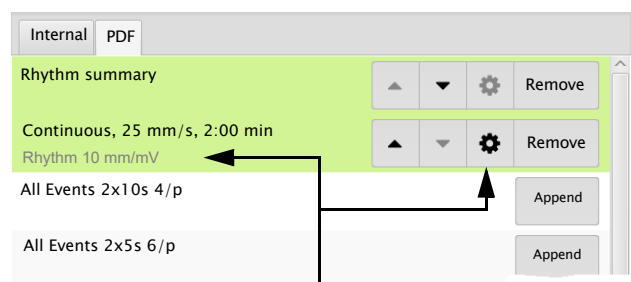 Internal PDF
Rhythm summary
Remove
Continuous, 25 mm/s, 2:00 min
Remove
Rhythm 10 mm/mV
All Events 2x10s 4/p
Append
All Events 2x5s 6/p
Append